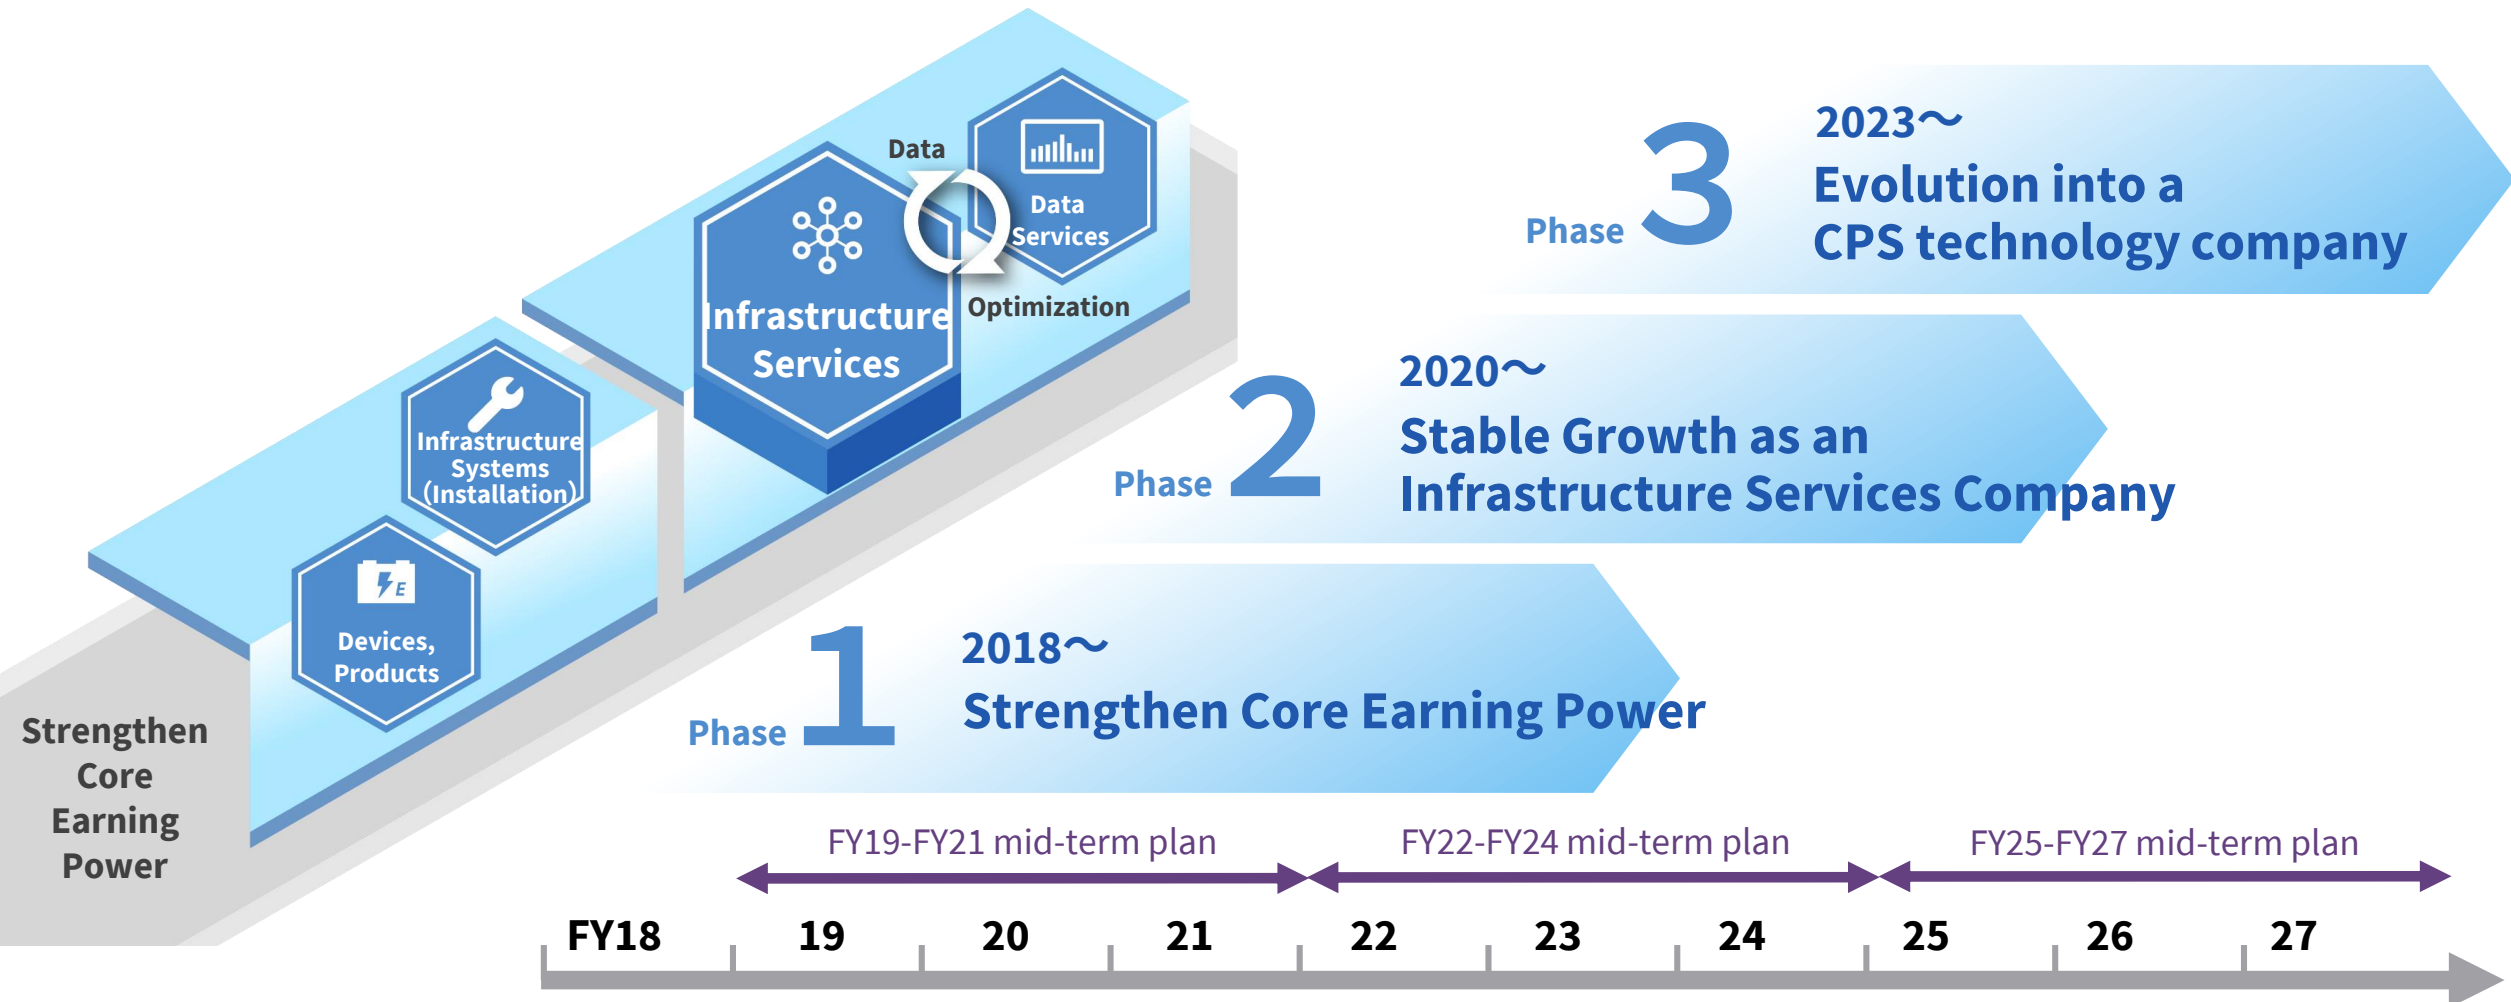 Data
Data
Services
Infrastructure
Services
Optimization
Infrastructure
Systems
(Installation)
E
Devices,
Products
Strengthen
Core
Earning
Power
Phase 3
2023～
Evolution into a
CPS technology company
Phase 2
2020～
Stable Growth as an
Infrastructure Services Company
Phase 1
2018～
Strengthen Core Earning Power
FY19-FY21 mid-term plan
FY22-FY24 mid-term plan
FY25-FY27 mid-term plan
FY18 19 20 21 22 23 24 25 26 27